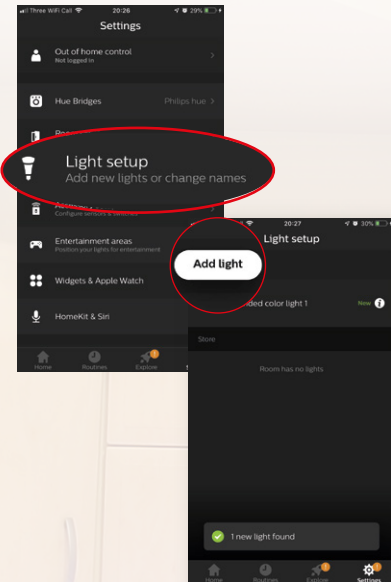 Three WiFi Call 20:26 29%
Settings
Out of home control
Not logged in
Hue Bridges Philips hue >
Light setup
Add new lights or change names
Configure sensors & switches
Entertainment areas
Position your lights for entertainment
Widgets & Apple Watch
HomeKit & Siri
Home Routines Explore
20:27 30%
Light setup
Add light
color light 1 New
Store
Room has no lights
1 new light found
Home Routines Explore Settings